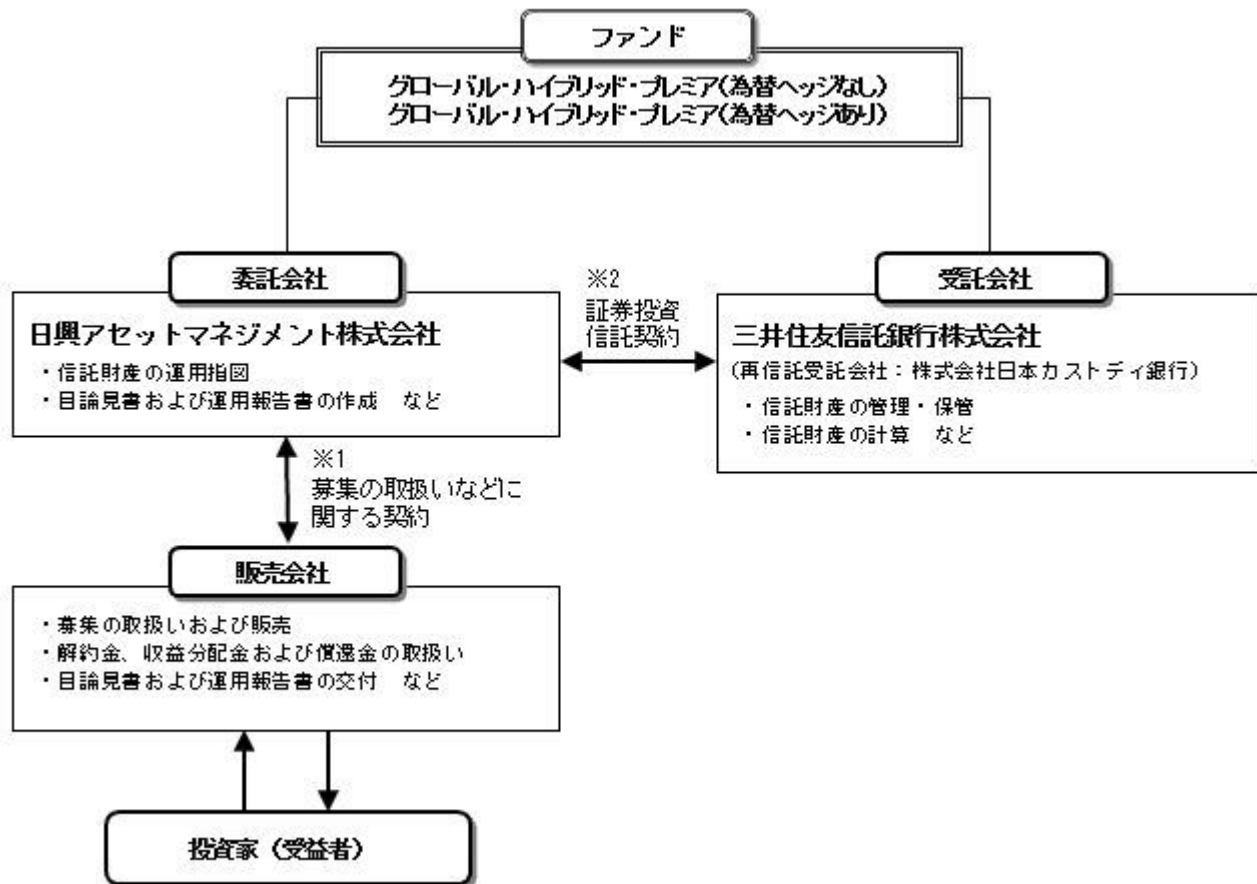 ファンド
グローバル・ハイブリッド・プレミア(為替ヘッジなし)
グローバル・ハイブリッド・プレミア(為替ヘッジあり)
委託会社
日興アセットマネジメント株式会社
・信託財産の運用指図
・目論見書および運用報告書の作成　など
※2
証券投資
信託契約
受託会社
三井住友信託銀行株式会社
(再信託受託会社：株式会社日本カストディ銀行)
・信託財産の管理・保管
・信託財産の計算　など
※1
募集の取扱いなどに
関する契約
販売会社
・募集の取扱いおよび販売
・解約金、収益分配金および償還金の取扱い
・目論見書および運用報告書の交付　など
投資家（受益者）